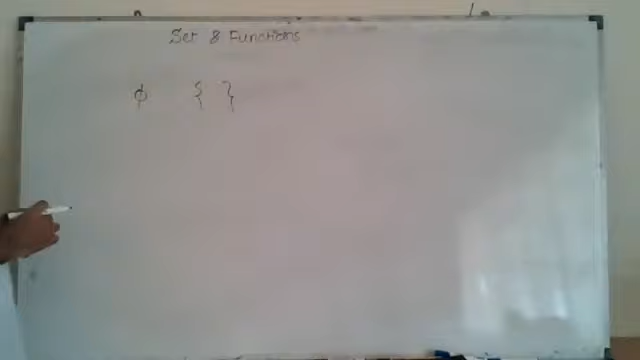 Set & Functions
φ { }